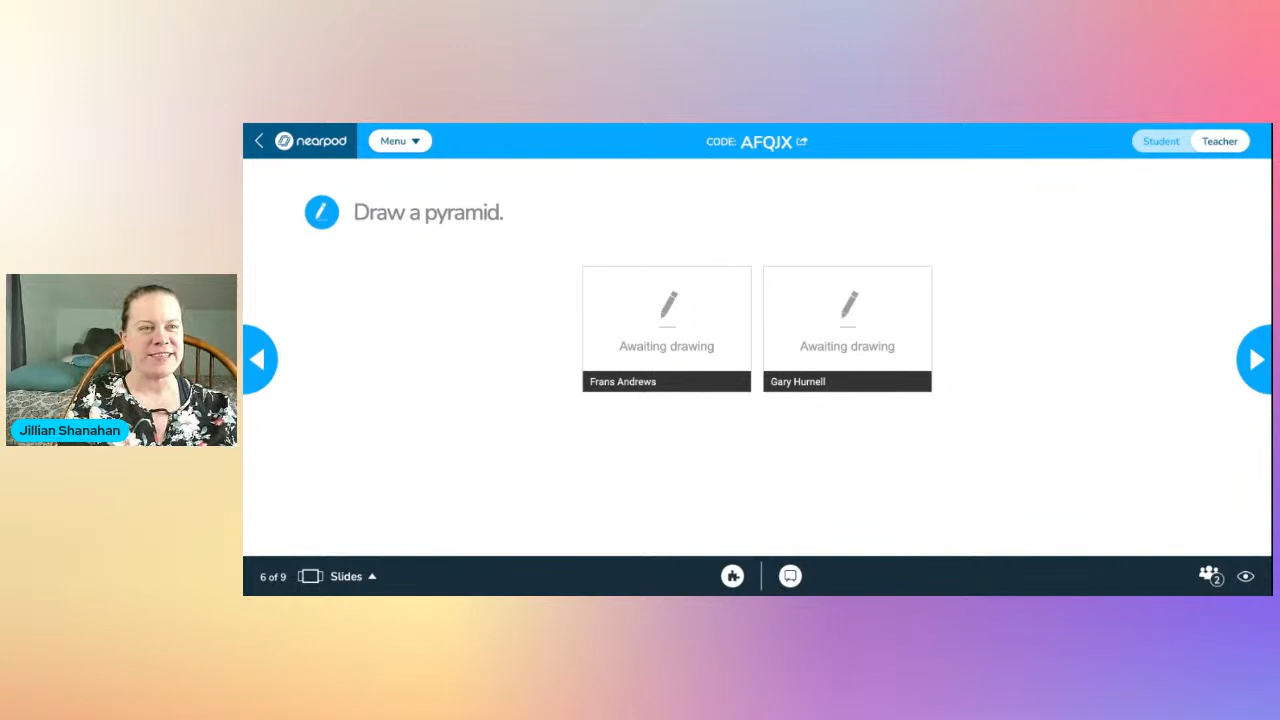 nearpod
Menu
CODE: AFQJX
Student
Teacher
Draw a pyramid.
Awaiting drawing
Awaiting drawing
Frans Andrews
Gary Hurnell
Jillian Shanahan
6 of 9
Slides
2